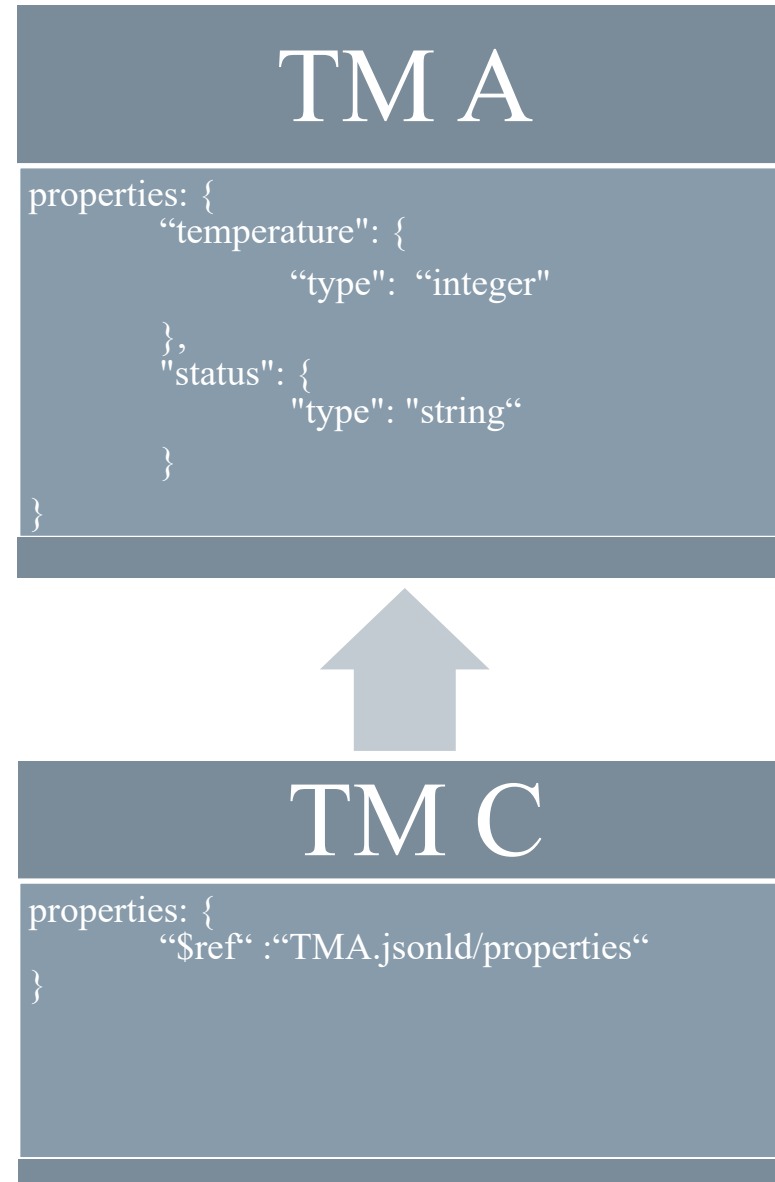 TM A
properties: {
“temperature": {
“type":  “integer"
},
"status": {
"type": "string“
}
}
TM C
properties: {
“$ref“ :“TMA.jsonld/properties“
}